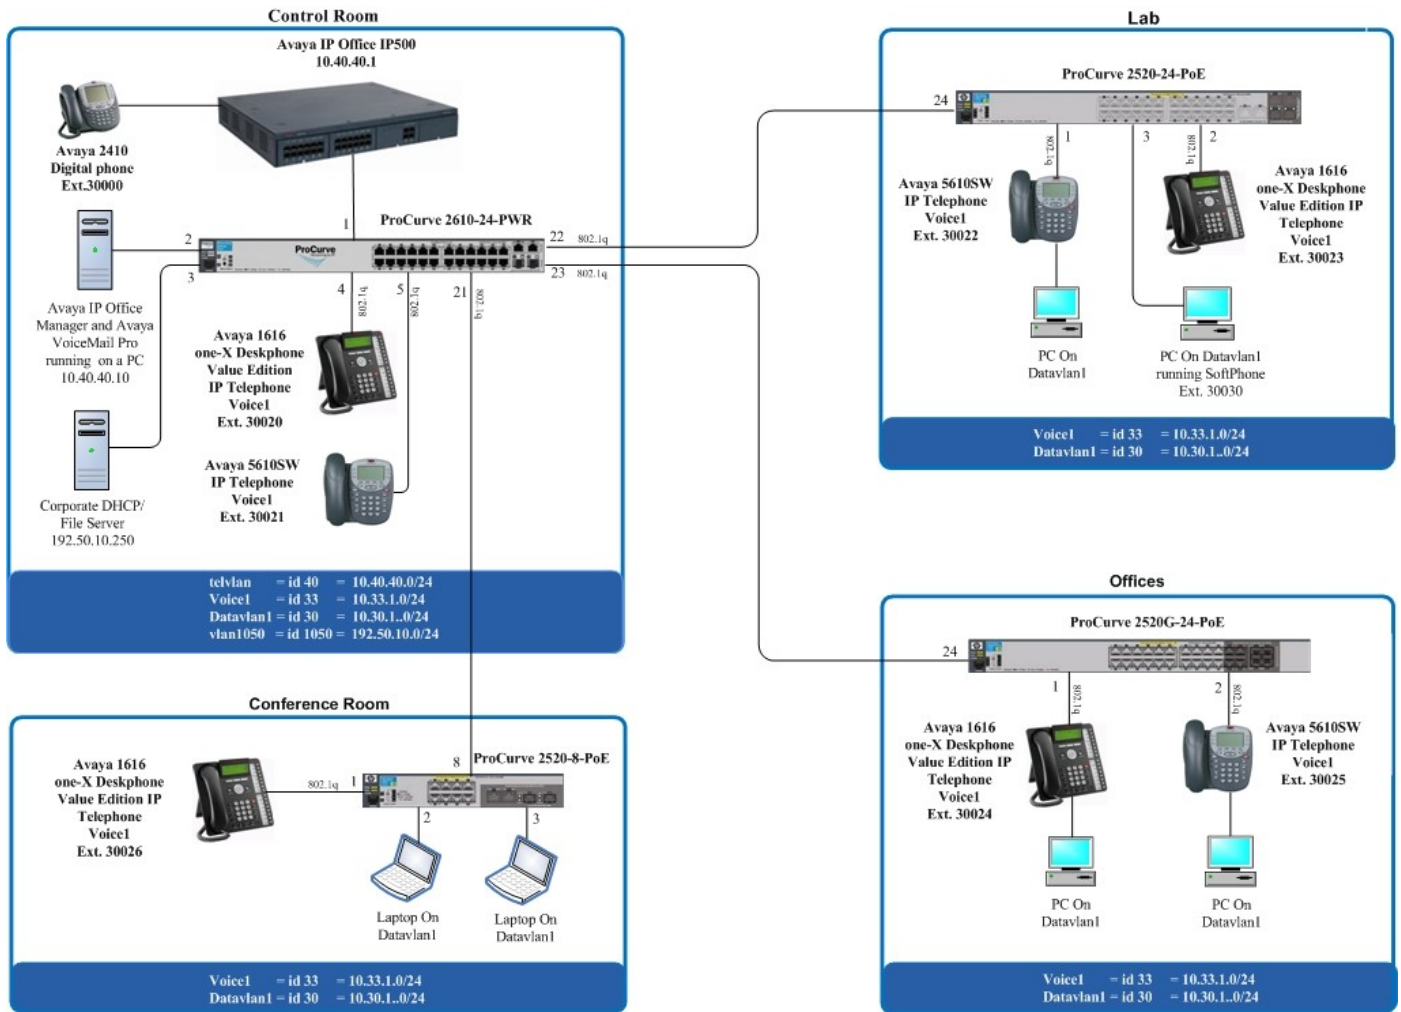 Control Room
Avaya IP Office IP500
10.40.40.1
Avaya 2410
Digital phone
Ext.30000
1
ProCurve 2610-24-PWR
2
3
ProCurve
22
802.1q
23
802.1q
4
802.1q
5
802.1q
21
802.1q
Avaya IP Office
Manager and Avaya
VoiceMail Pro
running on a PC
10.40.40.10
Avaya 1616
one-X Deskphone
Value Edition
IP Telephone
Voice1
Ext. 30020
Avaya 5610SW
IP Telephone
Voice1
Ext. 30021
Corporate DHCP/
File Server
192.50.10.250
telvlan = id 40 = 10.40.40.0/24
Voice1 = id 33 = 10.33.1.0/24
Datavlan1 = id 30 = 10.30.1..0/24
vlan1050 = id 1050 = 192.50.10.0/24
Lab
ProCurve 2520-24-PoE
24
1
802.1q
3
2
802.1q
Avaya 5610SW
IP Telephone
Voice1
Ext. 30022
Avaya 1616
one-X Deskphone
Value Edition IP
Telephone
Voice1
Ext. 30023
PC On
Datavlan1
PC On Datavlan1
running SoftPhone
Ext. 30030
Voice1 = id 33 = 10.33.1.0/24
Datavlan1 = id 30 = 10.30.1..0/24
Conference Room
8
ProCurve 2520-8-PoE
Avaya 1616
one-X Deskphone
Value Edition IP
Telephone
Voice1
Ext. 30026
802.1q
1
2
3
Laptop On
Datavlan1
Laptop On
Datavlan1
Voice1 = id 33 = 10.33.1.0/24
Datavlan1 = id 30 = 10.30.1..0/24
Offices
ProCurve 2520G-24-PoE
24
1
802.1q
2
802.1q
Avaya 1616
one-X Deskphone
Value Edition IP
Telephone
Voice1
Ext. 30024
Avaya 5610SW
IP Telephone
Voice1
Ext. 30025
PC On
Datavlan1
PC On
Datavlan1
Voice1 = id 33 = 10.33.1.0/24
Datavlan1 = id 30 = 10.30.1..0/24